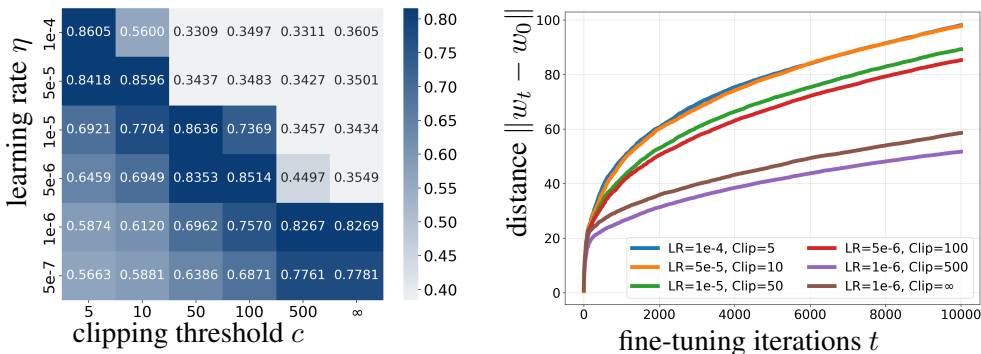 learning rate η
1e-4
5e-5
1e-5
5e-6
1e-6
5e-7
0.8605 0.5600 0.3309 0.3497 0.3311 0.3605
0.8418 0.8596 0.3437 0.3483 0.3427 0.3501
0.6921 0.7704 0.8636 0.7369 0.3457 0.3434
0.6459 0.6949 0.8353 0.8514 0.4497 0.3549
0.5874 0.6120 0.6962 0.7570 0.8267 0.8269
0.5663 0.5881 0.6386 0.6871 0.7761 0.7781
5 10 50 100 500 ∞
clipping threshold c
0.80
0.75
0.70
0.65
0.60
0.55
0.50
0.45
0.40
distance ||w_t − w_0||
100
80
60
40
20
0
LR=1e-4, Clip=5
LR=5e-5, Clip=10
LR=1e-5, Clip=50
LR=5e-6, Clip=100
LR=1e-6, Clip=500
LR=1e-6, Clip=∞
0 2000 4000 6000 8000 10000
fine-tuning iterations t